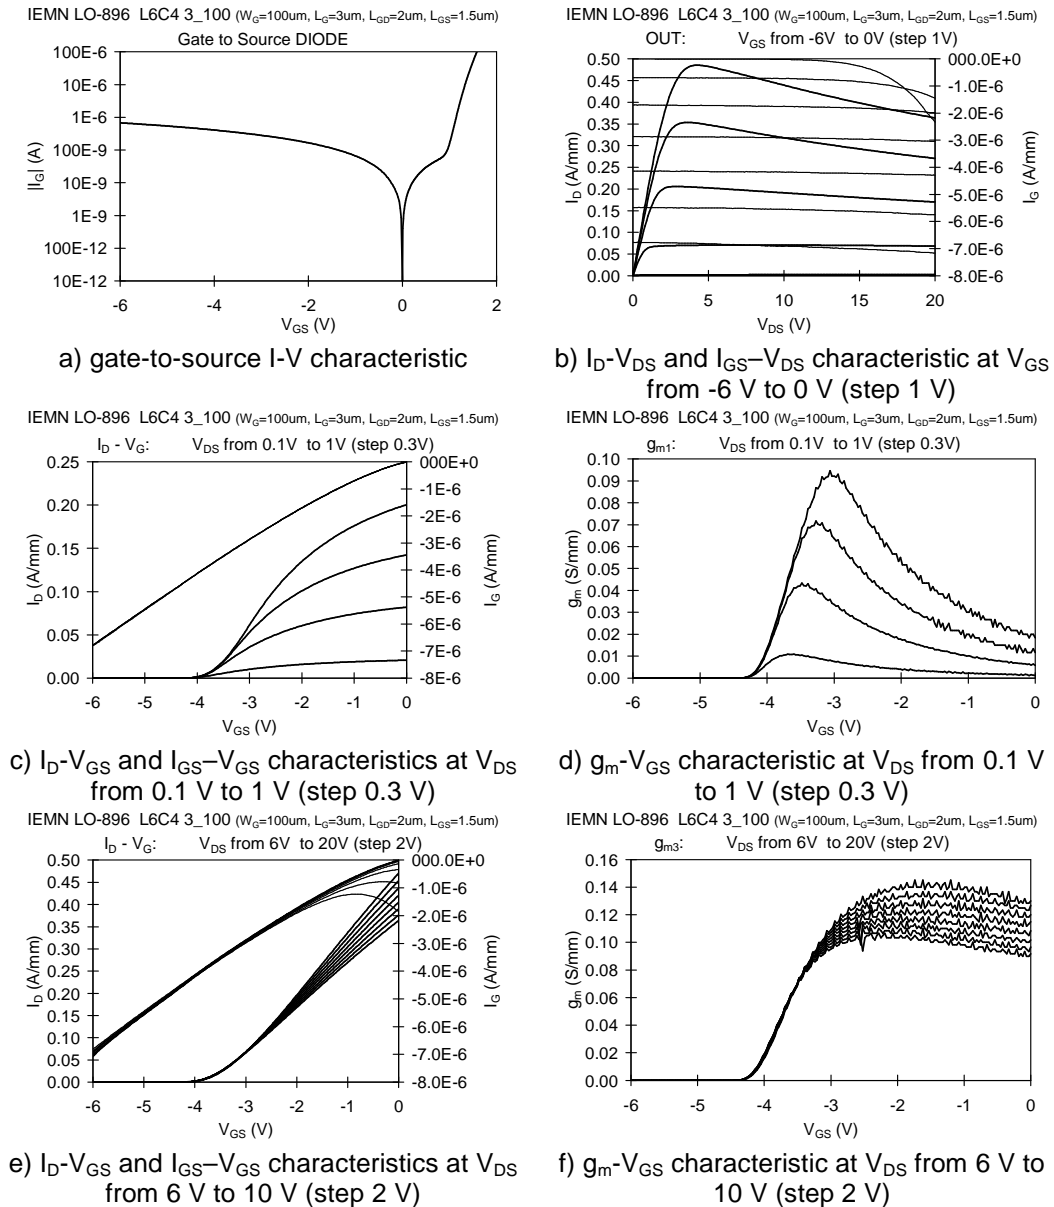 IEMN LO-896 L6C4 3_100 (WG=100um, LG=3um, LGD=2um, LGS=1.5um)
Gate to Source DIODE
100E-6
10E-6
1E-6
100E-9
10E-9
1E-9
100E-12
10E-12
|IG| (A)
-6 -4 -2 0 2
VGS (V)
a) gate-to-source I-V characteristic
IEMN LO-896 L6C4 3_100 (WG=100um, LG=3um, LGD=2um, LGS=1.5um)
OUT: VGS from -6V to 0V (step 1V)
0.50 000.0E+0
0.45 -1.0E-6
0.40 -2.0E-6
0.35
0.30 -3.0E-6
0.25 -4.0E-6
0.20 -5.0E-6
0.15 -6.0E-6
0.10
0.05 -7.0E-6
0.00 -8.0E-6
ID (A/mm)
IG (A/mm)
0 5 10 15 20
VDS (V)
b) ID-VDS and IGS–VDS characteristic at VGS
from -6 V to 0 V (step 1 V)
IEMN LO-896 L6C4 3_100 (WG=100um, LG=3um, LGD=2um, LGS=1.5um)
ID - VG: VDS from 0.1V to 1V (step 0.3V)
0.25 000E+0
-1E-6
0.20 -2E-6
0.15 -3E-6
-4E-6
0.10 -5E-6
0.05 -6E-6
-7E-6
0.00 -8E-6
ID (A/mm)
IG (A/mm)
-6 -5 -4 -3 -2 -1 0
VGS (V)
c) ID-VGS and IGS–VGS characteristics at VDS
from 0.1 V to 1 V (step 0.3 V)
IEMN LO-896 L6C4 3_100 (WG=100um, LG=3um, LGD=2um, LGS=1.5um)
gm1: VDS from 0.1V to 1V (step 0.3V)
0.10
0.09
0.08
0.07
0.06
0.05
0.04
0.03
0.02
0.01
0.00
gm (S/mm)
-6 -5 -4 -3 -2 -1 0
VGS (V)
d) gm-VGS characteristic at VDS from 0.1 V
to 1 V (step 0.3 V)
IEMN LO-896 L6C4 3_100 (WG=100um, LG=3um, LGD=2um, LGS=1.5um)
ID - VG: VDS from 6V to 20V (step 2V)
0.50 000.0E+0
0.45 -1.0E-6
0.40 -2.0E-6
0.35
0.30 -3.0E-6
0.25 -4.0E-6
0.20 -5.0E-6
0.15 -6.0E-6
0.10
0.05 -7.0E-6
0.00 -8.0E-6
ID (A/mm)
IG (A/mm)
-6 -5 -4 -3 -2 -1 0
VGS (V)
e) ID-VGS and IGS–VGS characteristics at VDS
from 6 V to 10 V (step 2 V)
IEMN LO-896 L6C4 3_100 (WG=100um, LG=3um, LGD=2um, LGS=1.5um)
gm3: VDS from 6V to 20V (step 2V)
0.16
0.14
0.12
0.10
0.08
0.06
0.04
0.02
0.00
gm (S/mm)
-6 -5 -4 -3 -2 -1 0
VGS (V)
f) gm-VGS characteristic at VDS from 6 V to
10 V (step 2 V)